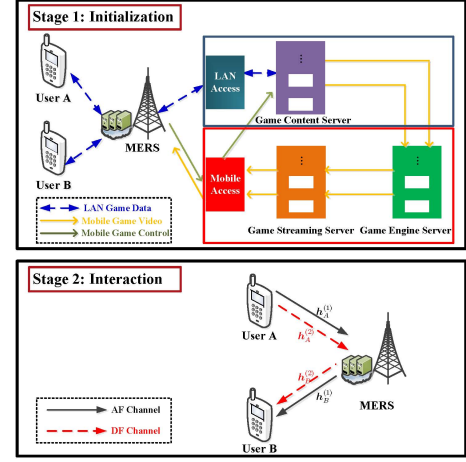 Stage 1: Initialization
User A
User B
MERS
LAN
Access
Game Content Server
Mobile
Access
Game Streaming Server
Game Engine Server
LAN Game Data
Mobile Game Video
Mobile Game Control
Stage 2: Interaction
User A
h_A^(1)
h_A^(2)
MERS
h_B^(2)
h_B^(1)
User B
AF Channel
DF Channel